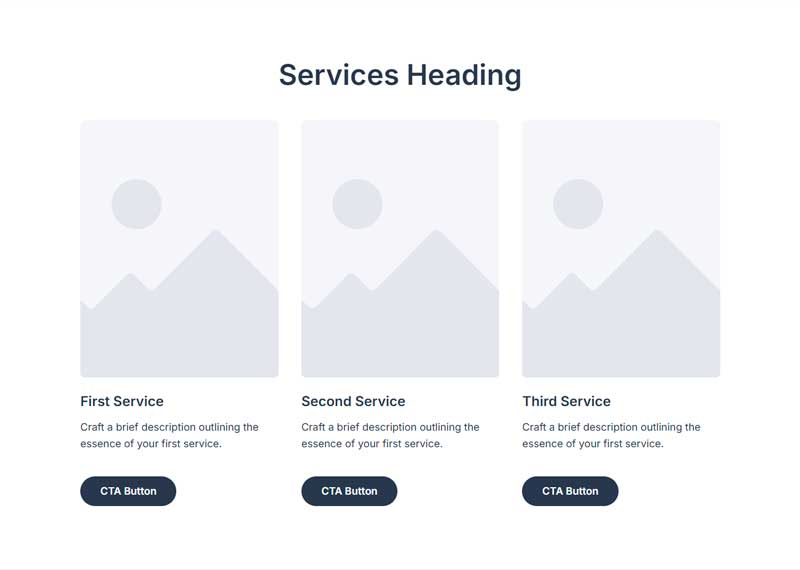 Services Heading
First Service
Craft a brief description outlining the
essence of your first service.
CTA Button
Second Service
Craft a brief description outlining the
essence of your first service.
CTA Button
Third Service
Craft a brief description outlining the
essence of your first service.
CTA Button